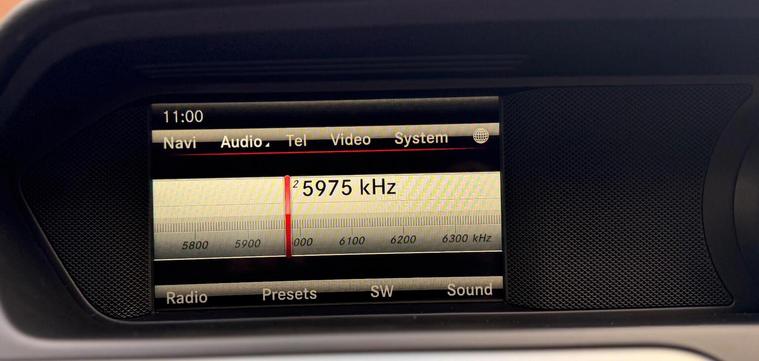 11:00
Navi Audio Tel Video System
2 5975 kHz
5800 5900 000 6100 6200 6300 kHz
Radio Presets SW Sound